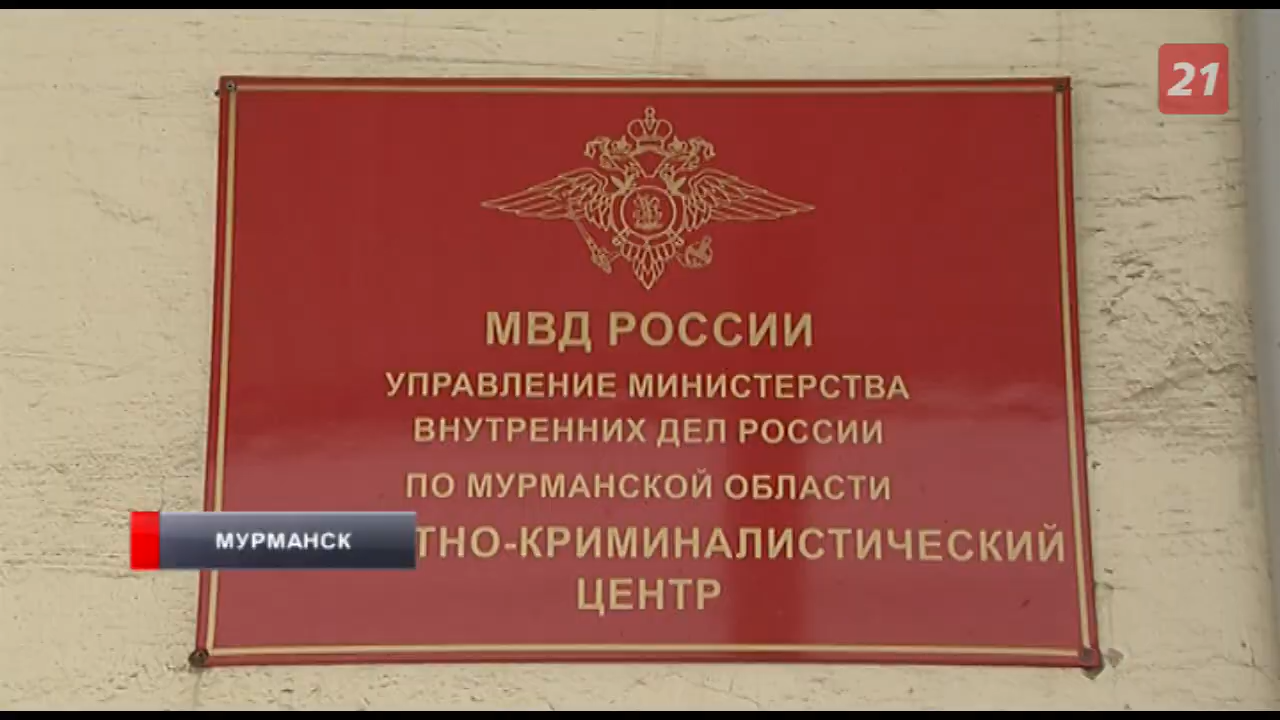 21
МВД РОССИИ
УПРАВЛЕНИЕ МИНИСТЕРСТВА
ВНУТРЕННИХ ДЕЛ РОССИИ
ПО МУРМАНСКОЙ ОБЛАСТИ
МУРМАНСК
ТНО-КРИМИНАЛИСТИЧЕСКИЙ
ЦЕНТР